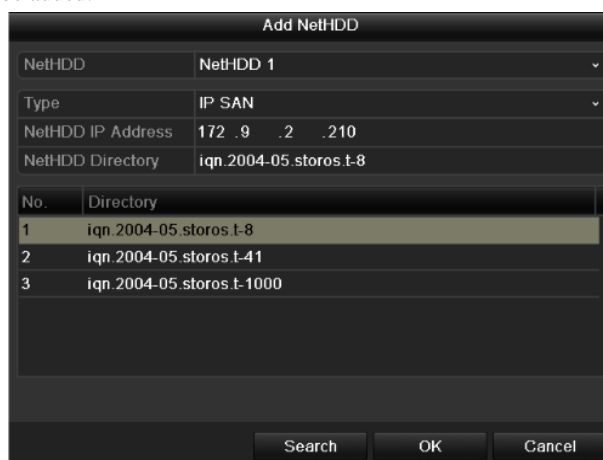 Add NetHDD
NetHDD NetHDD 1
Type IP SAN
NetHDD IP Address 172 .9 .2 .210
NetHDD Directory iqn.2004-05.storos.t-8
No. Directory
1 iqn.2004-05.storos.t-8
2 iqn.2004-05.storos.t-41
3 iqn.2004-05.storos.t-1000
Search OK Cancel